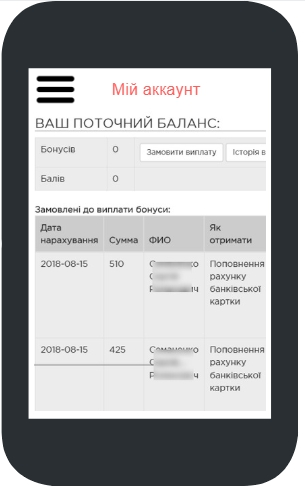 Мій аккаунт
ВАШ ПОТОЧНИЙ БАЛАНС:
Бонусів 0 Замовити виплату Історія в
Балів 0
Замовлені до виплати бонуси:
Дата нарахування Сумма ФИО Як отримати
2018-08-15 510 Поповнення
рахунку
банківської
картки
2018-08-15 425 Поповнення
рахунку
банківської
картки